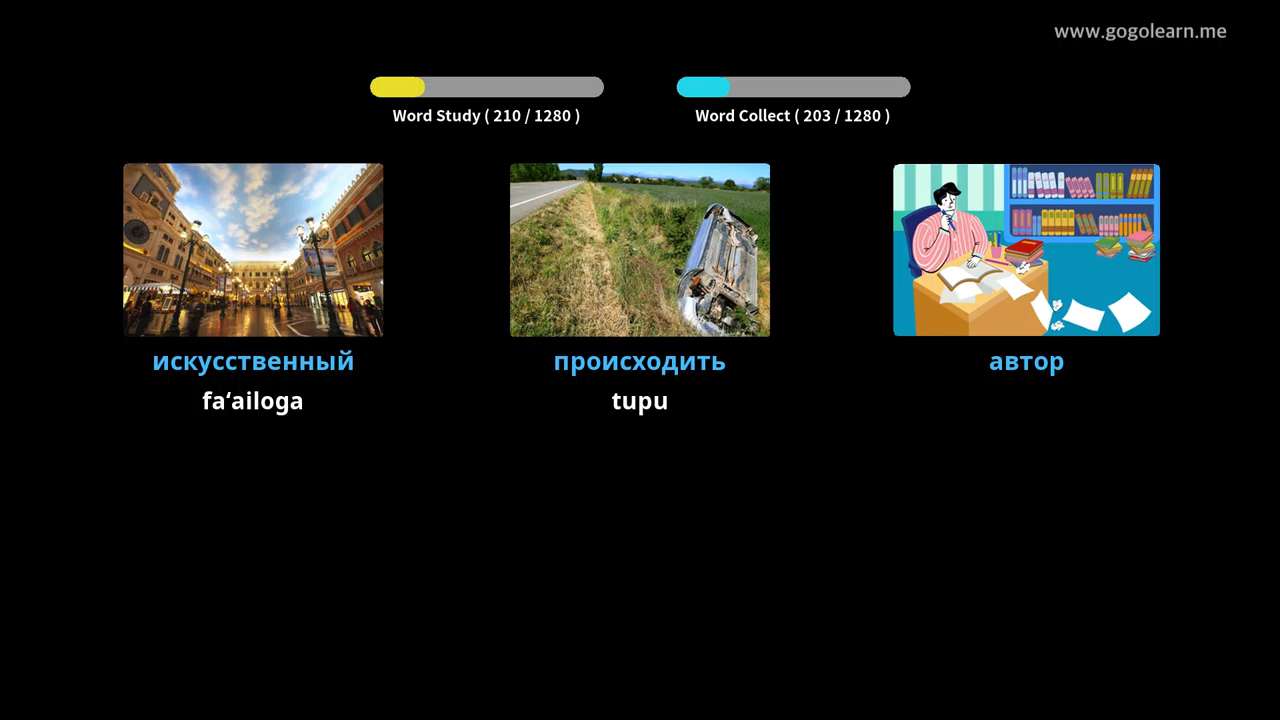 www.gogolearn.me
Word Study ( 210 / 1280 )
Word Collect ( 203 / 1280 )
искусственный
происходить
автор
fa‘ailoga
tupu